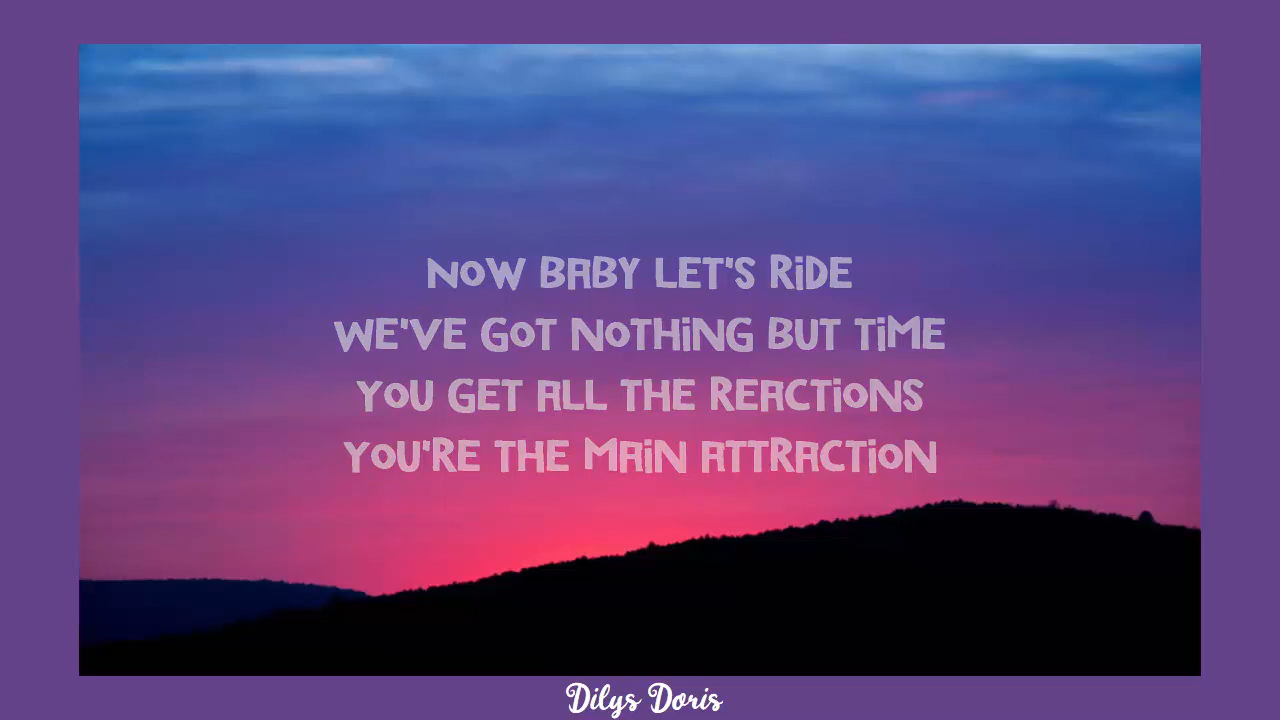 NOW BABY LET'S RIDE
WE'VE GOT NOTHING BUT TIME
YOU GET ALL THE REACTIONS
YOU'RE THE MAIN ATTRACTION
Dilys Doris